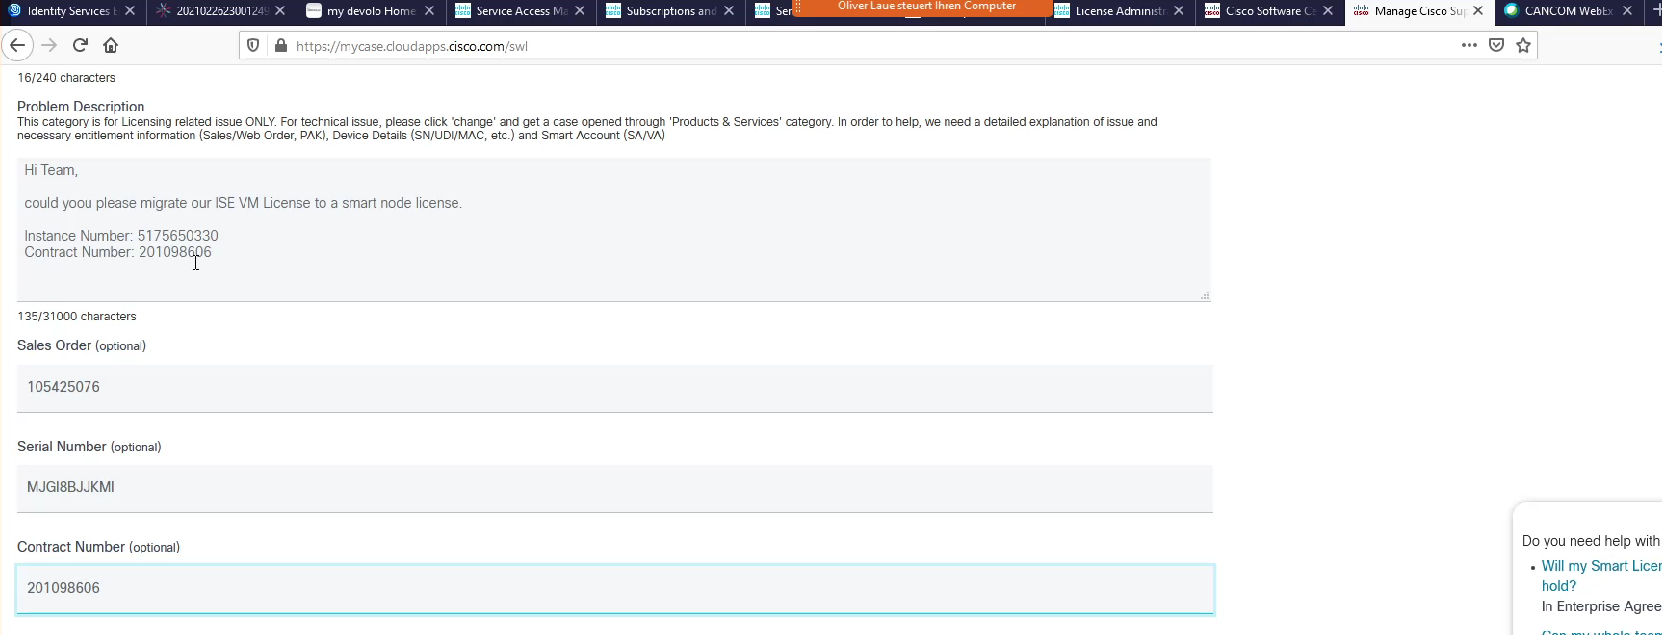 Identity Services
2021022623001249
my devolo Home
Service Access Ma
Subscriptions and
Ser
Oliver Laue steuert Ihren Computer
License Administr
Cisco Software Ce
Manage Cisco Sup
CANCOM WebEx
https://mycase.cloudapps.cisco.com/swl
16/240 characters
Problem Description
This category is for Licensing related issue ONLY. For technical issue, please click 'change' and get a case opened through 'Products & Services' category. In order to help, we need a detailed explanation of issue and
necessary entitlement information (Sales/Web Order, PAK), Device Details (SN/UDI/MAC, etc.) and Smart Account (SA/VA)
Hi Team,
could yoou please migrate our ISE VM License to a smart node license.
Instance Number: 5175650330
Contract Number: 201098606
135/31000 characters
Sales Order (optional)
105425076
Serial Number (optional)
MJGI8BJJKMI
Contract Number (optional)
201098606
Do you need help with
• Will my Smart Licen
hold?
In Enterprise Agree